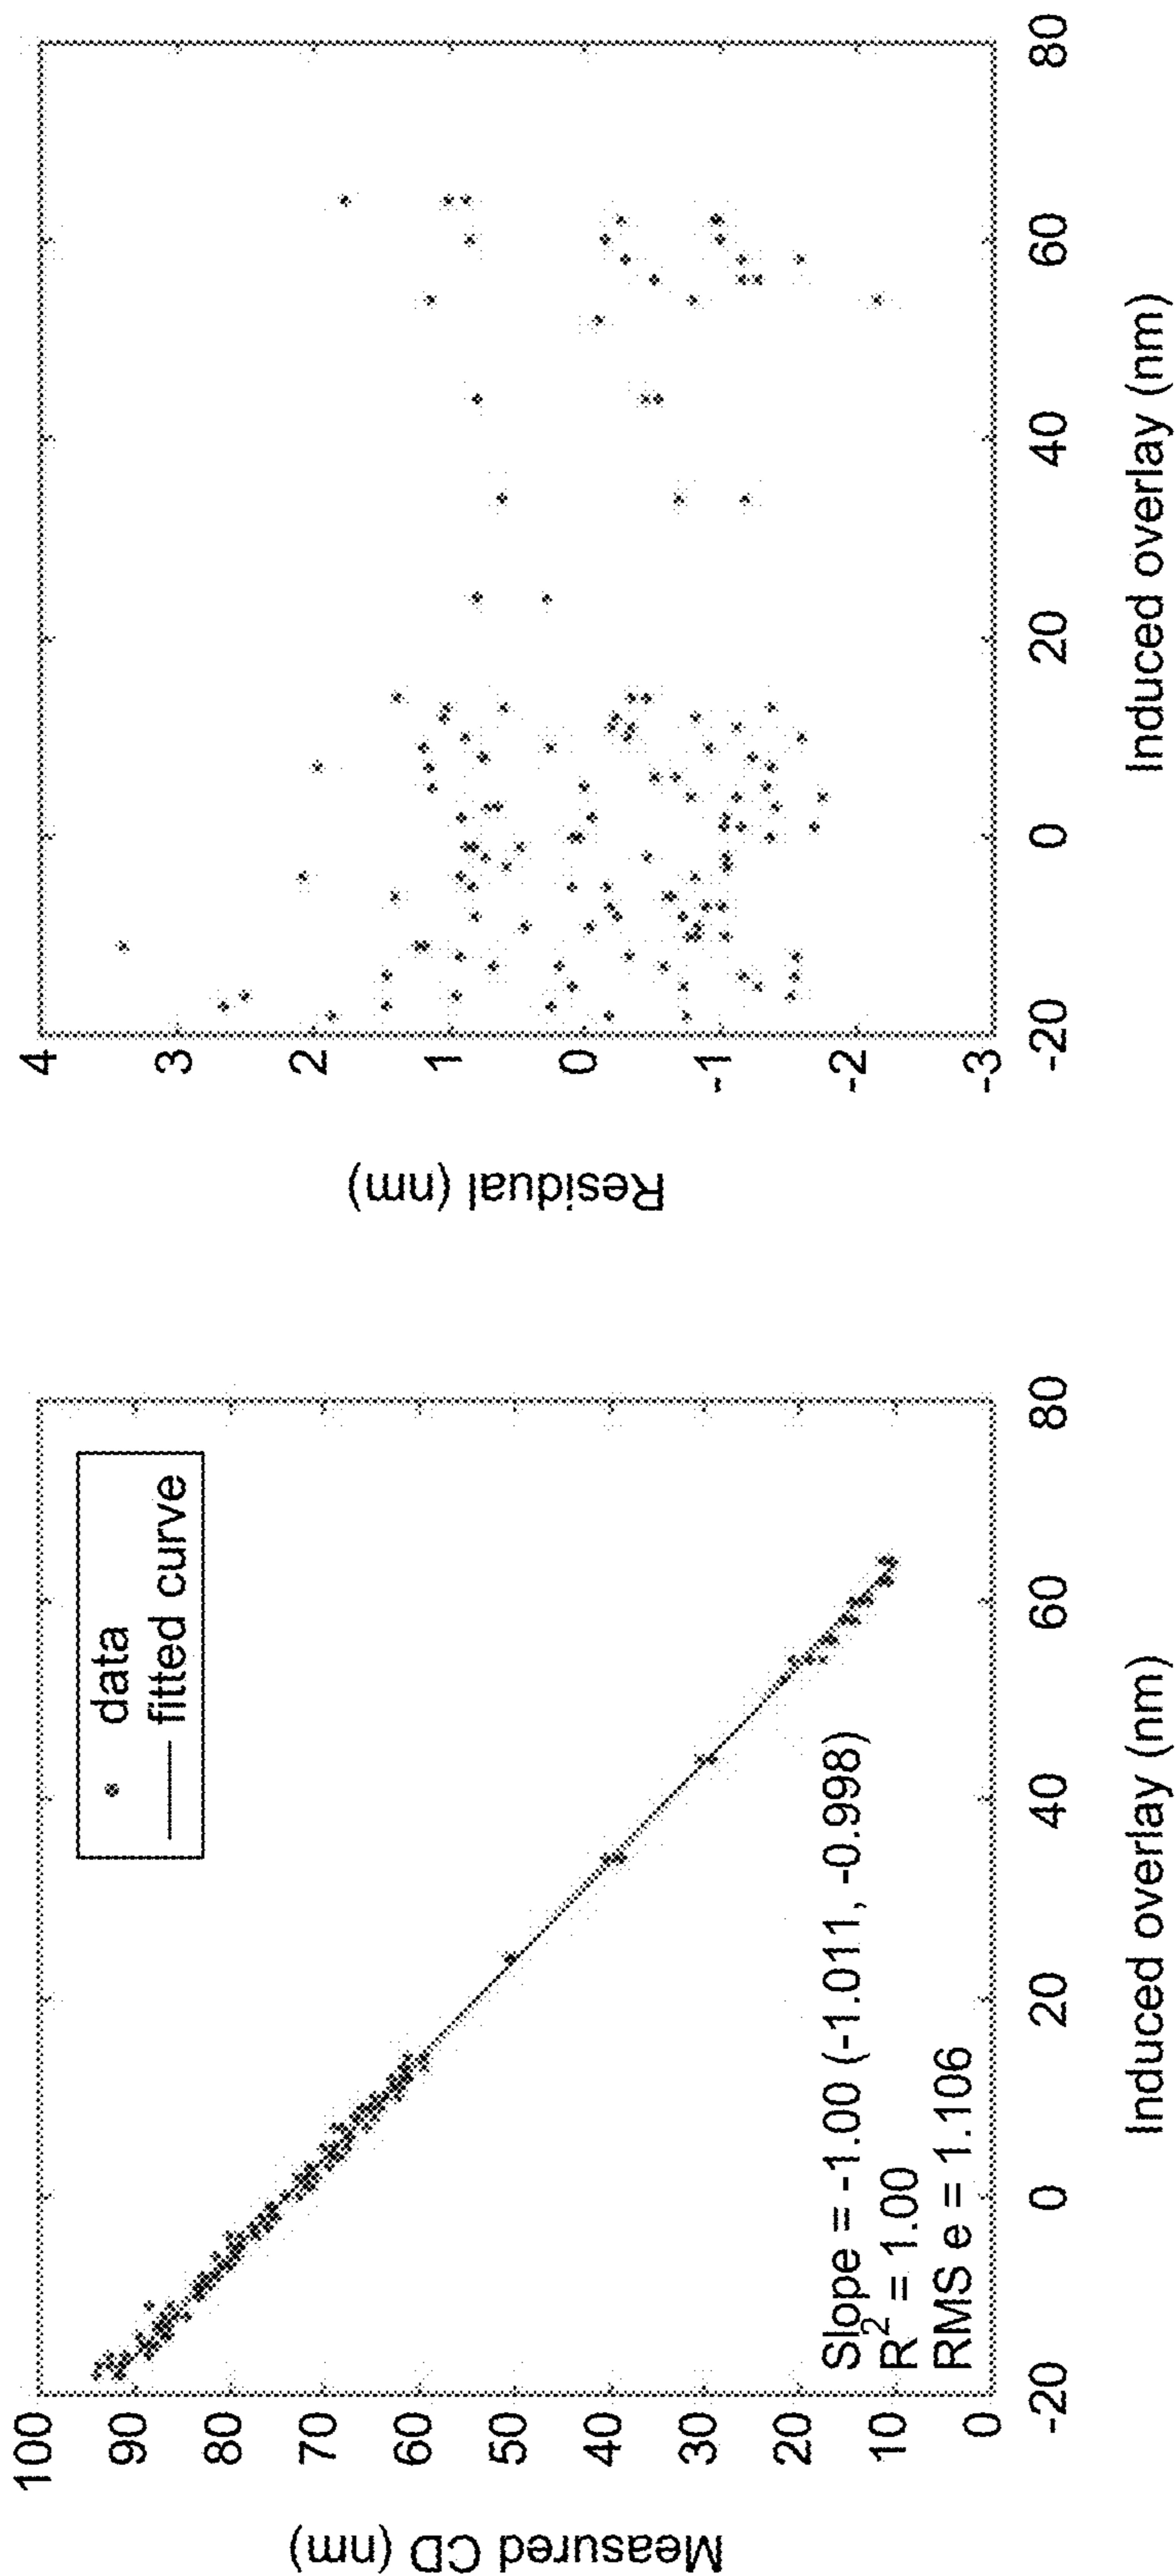 100
90
80
70
60
50
40
30
20
10
0
Measured CD (nm)
data
fitted curve
Slope = -1.00 (-1.011, -0.998)
R² = 1.00
RMS e = 1.106
-20 0 20 40 60 80
Induced overlay (nm)
4
3
2
1
0
-1
-2
-3
Residual (nm)
-20 0 20 40 60 80
Induced overlay (nm)